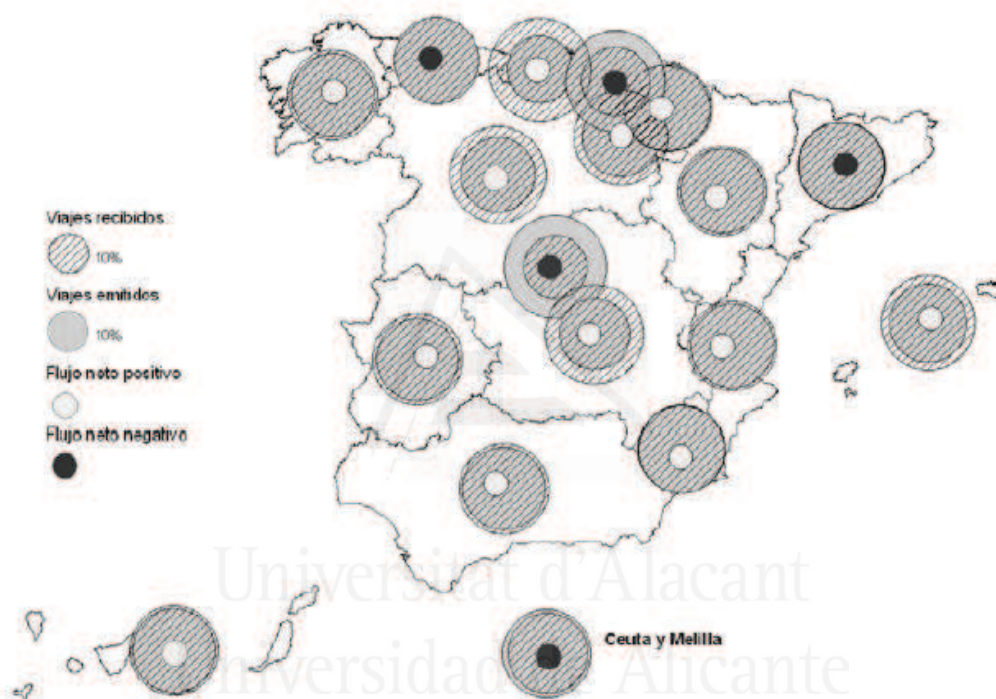 Viajes recibidos
10%
Viajes emitidos
10%
Flujo neto positivo
Flujo neto negativo
Ceuta y Melilla
Universitat d'Alacant
Universidad de Alicante